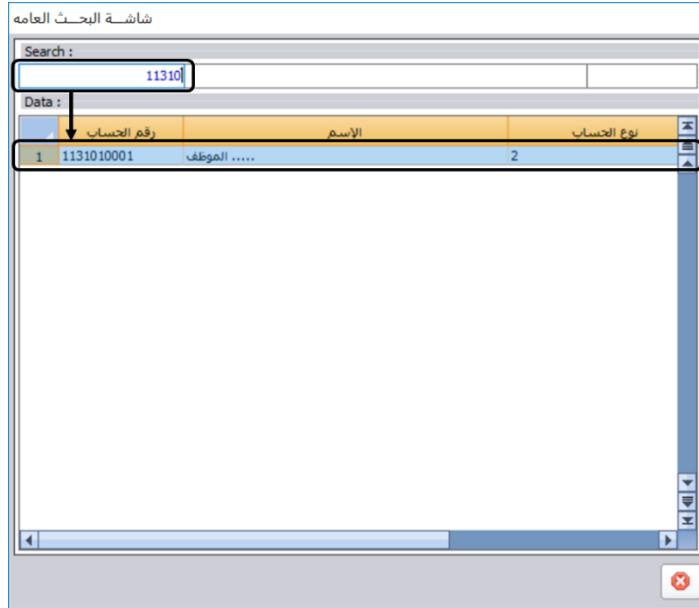 شاشـــة البحـــث العامه
Search :
11310
Data :
رقم الحساب الإسم نوع الحساب
1 1131010001 الموظف ..... 2